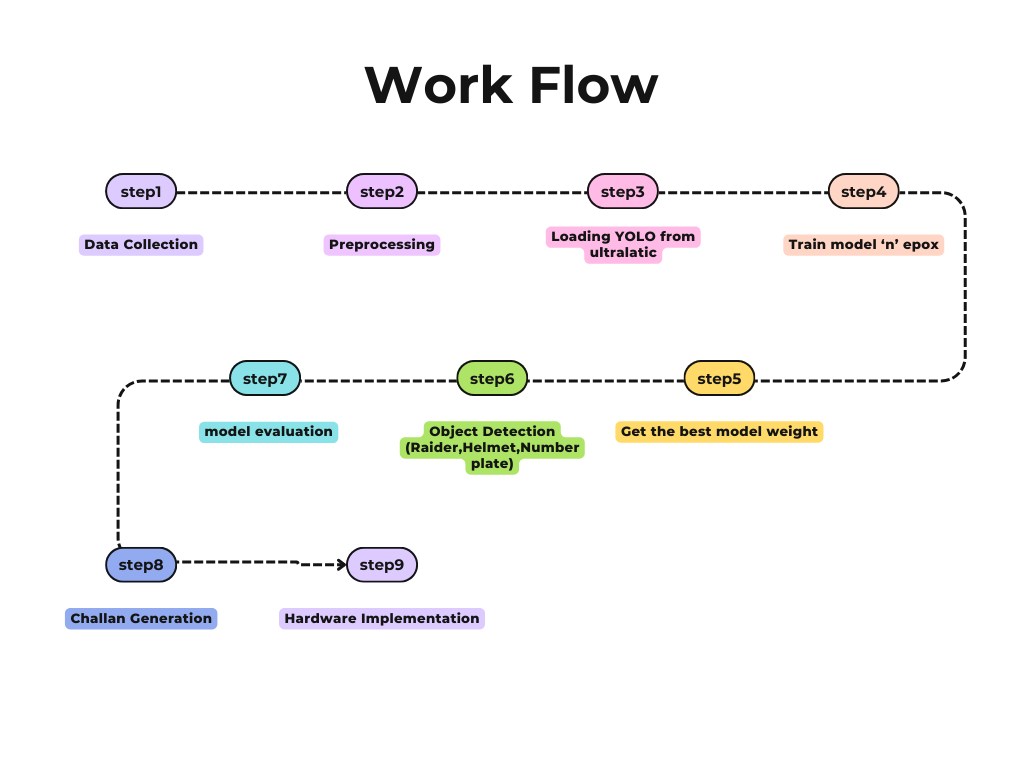 Work Flow
step1
step2
step3
step4
Data Collection
Preprocessing
Loading YOLO from
ultralatic
Train model ‘n’ epox
step7
step6
step5
model evaluation
Object Detection
(Raider,Helmet,Number
plate)
Get the best model weight
step8
step9
Challan Generation
Hardware Implementation